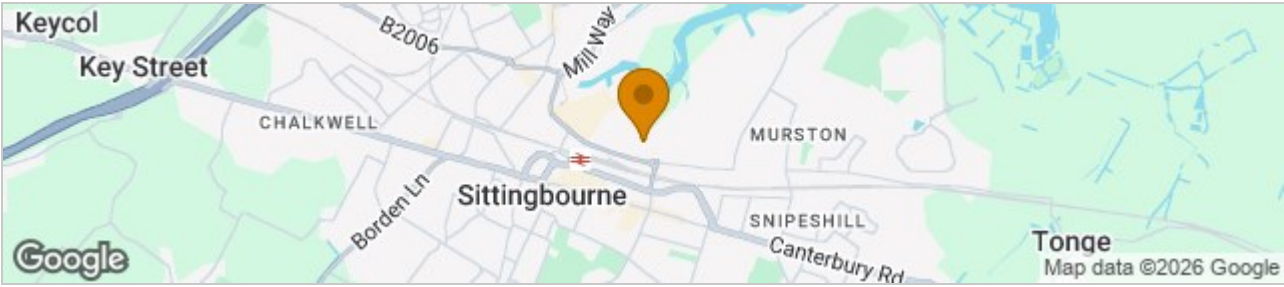 Keycol
B2006
Mill Way
Key Street
CHALKWELL
MURSTON
Borden Ln
Sittingbourne
SNIPESHILL
Tonge
Canterbury Rd
Google
Map data ©2026 Google